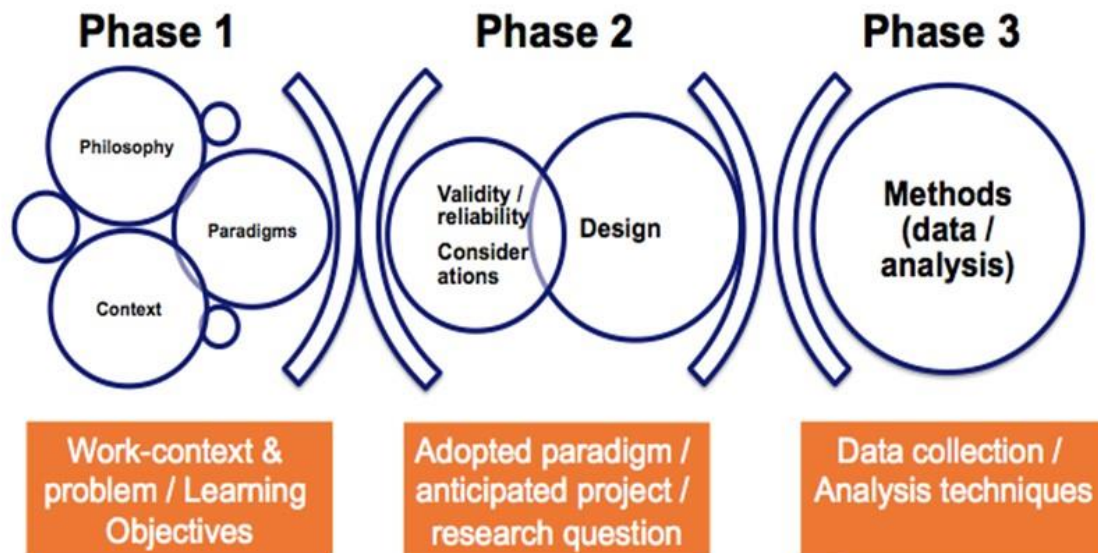 Phase 1
Phase 2
Phase 3
Philosophy
Paradigms
Context
Validity /
reliability
Consider
ations
Design
Methods
(data /
analysis)
Work-context &
problem / Learning
Objectives
Adopted paradigm /
anticipated project /
research question
Data collection /
Analysis techniques